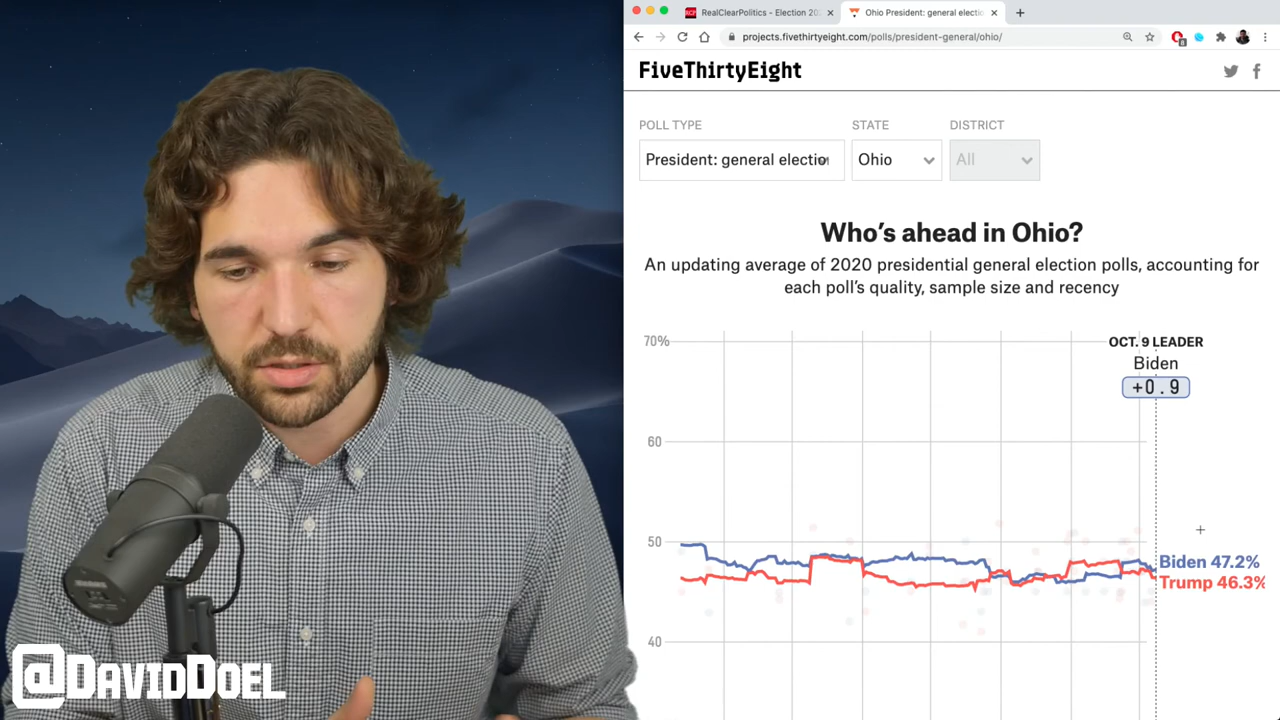 RealClearPolitics - Election 202
Ohio President: general electio
projects.fivethirtyeight.com/polls/president-general/ohio/
FiveThirtyEight
POLL TYPE
STATE
DISTRICT
President: general election
Ohio
All
Who's ahead in Ohio?
An updating average of 2020 presidential general election polls, accounting for
each poll's quality, sample size and recency
70%
OCT. 9 LEADER
Biden
+0.9
60
50
Biden 47.2%
Trump 46.3%
40
@DAVIDDOEL